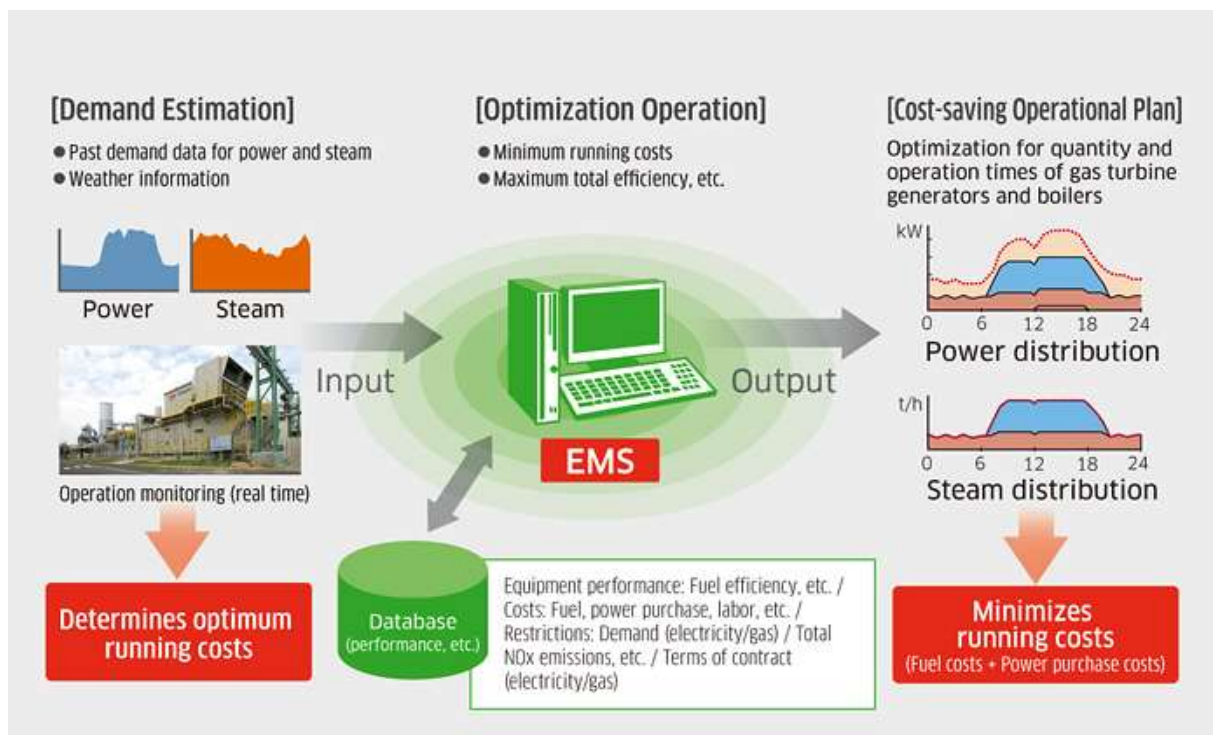 [Demand Estimation]
● Past demand data for power and steam
● Weather information
Power
Steam
Operation monitoring (real time)
Determines optimum
running costs
Input
[Optimization Operation]
● Minimum running costs
● Maximum total efficiency, etc.
EMS
Output
Database
(performance, etc.)
Equipment performance: Fuel efficiency, etc. /
Costs: Fuel, power purchase, labor, etc. /
Restrictions: Demand (electricity/gas) / Total
NOx emissions, etc. / Terms of contract
(electricity/gas)
[Cost-saving Operational Plan]
Optimization for quantity and
operation times of gas turbine
generators and boilers
kW
0 6 12 18 24
Power distribution
t/h
0 6 12 18 24
Steam distribution
Minimizes
running costs
(Fuel costs + Power purchase costs)